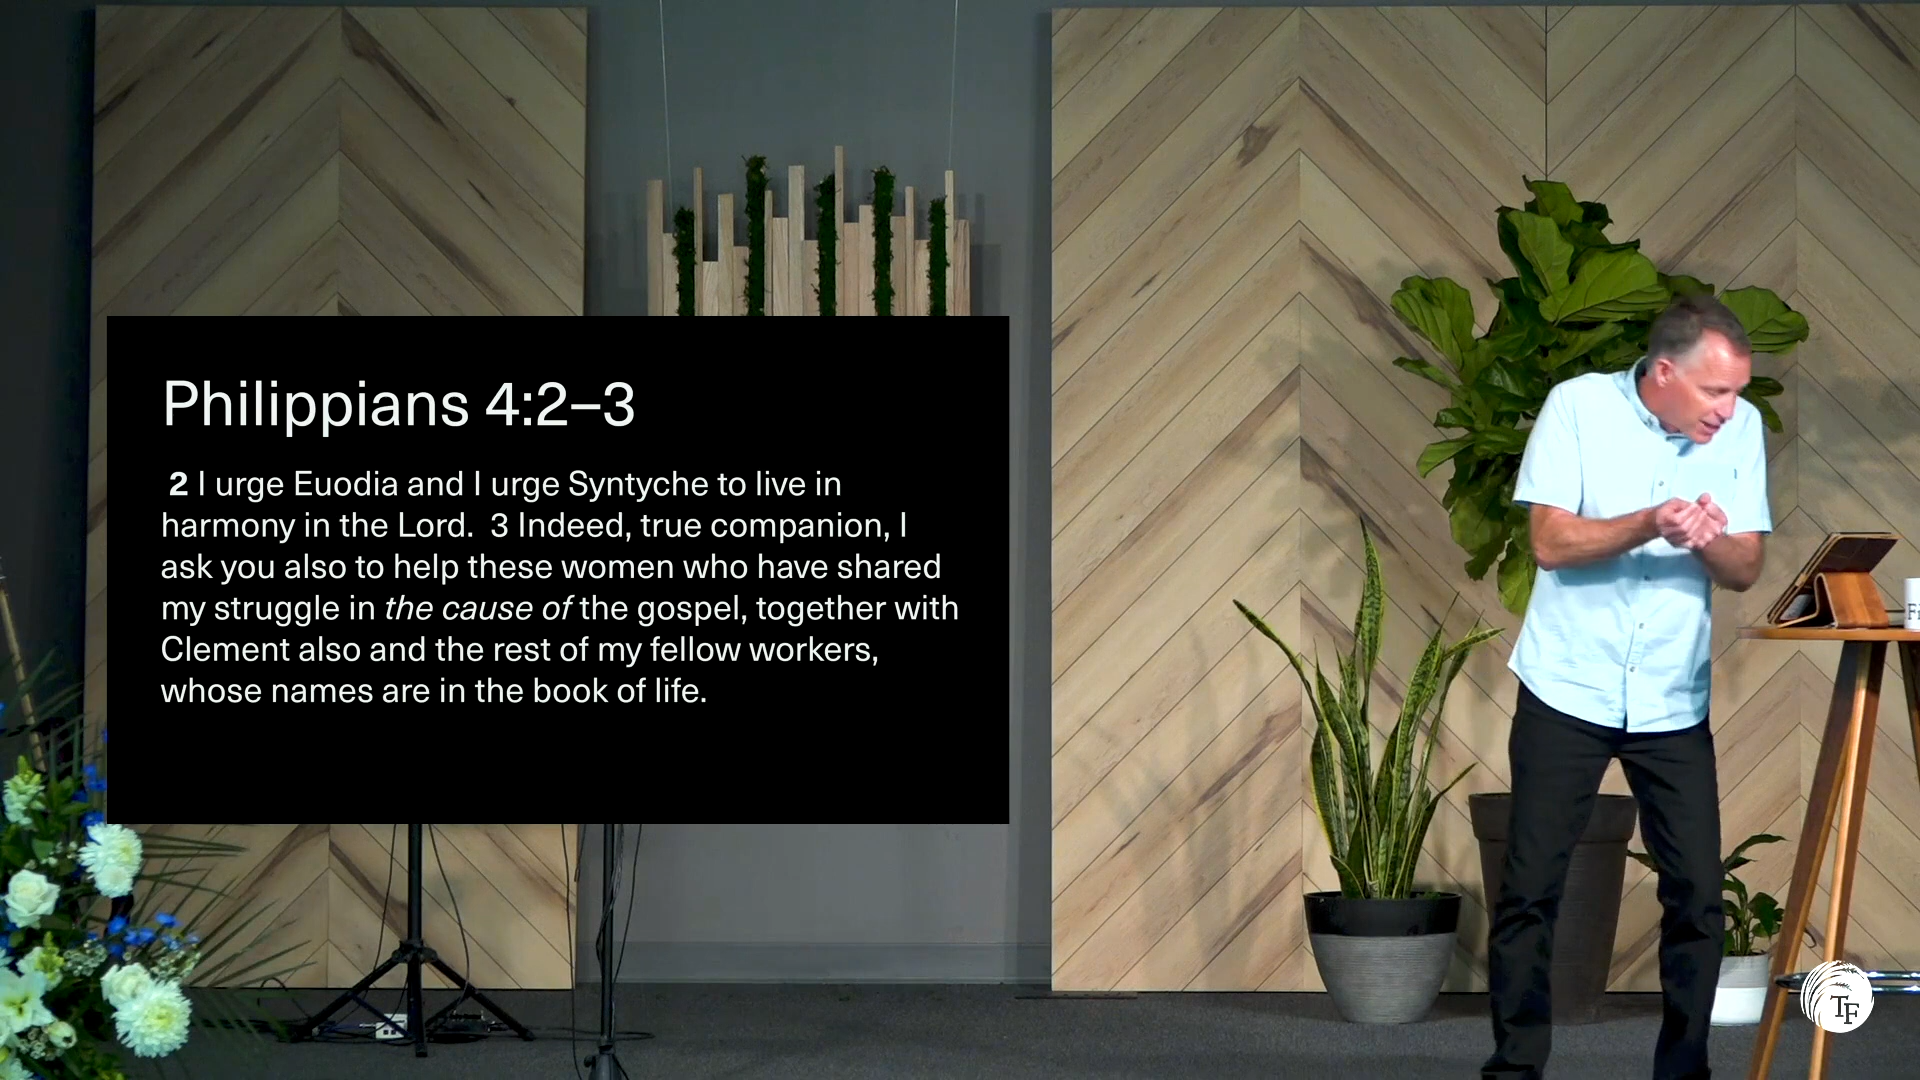 Philippians 4:2–3
2 I urge Euodia and I urge Syntyche to live in
harmony in the Lord.  3 Indeed, true companion, I
ask you also to help these women who have shared
my struggle in the cause of the gospel, together with
Clement also and the rest of my fellow workers,
whose names are in the book of life.
TF